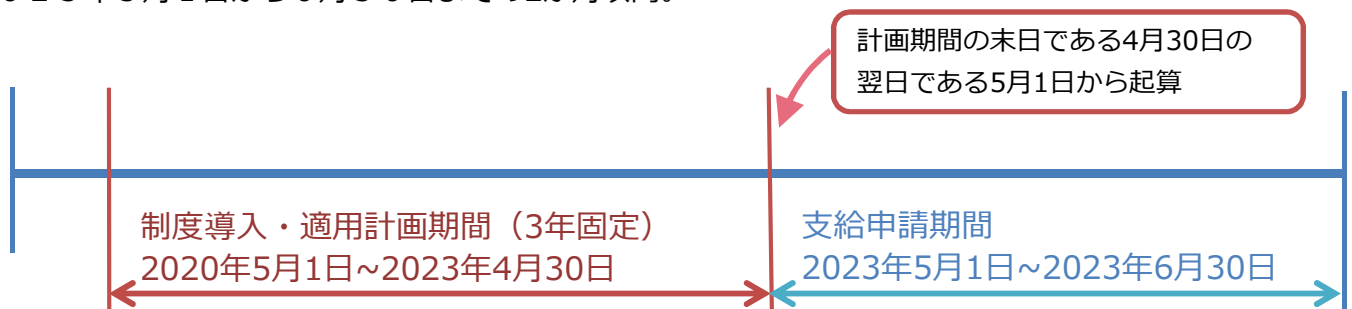 計画期間の末日である4月30日の
翌日である5月1日から起算
制度導入・適用計画期間（3年固定）
2020年5月1日~2023年4月30日
支給申請期間
2023年5月1日~2023年6月30日